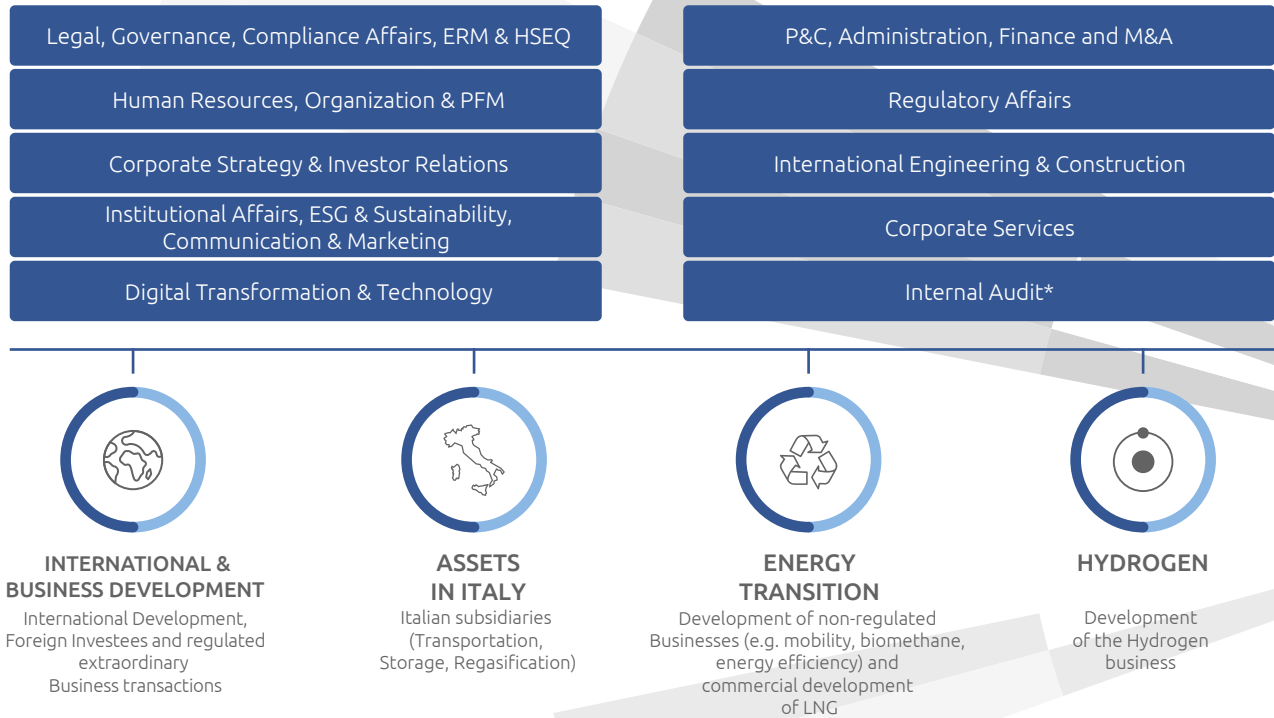 Legal, Governance, Compliance Affairs, ERM & HSEQ
Human Resources, Organization & PFM
Corporate Strategy & Investor Relations
Institutional Affairs, ESG & Sustainability,
Communication & Marketing
Digital Transformation & Technology
P&C, Administration, Finance and M&A
Regulatory Affairs
International Engineering & Construction
Corporate Services
Internal Audit*
INTERNATIONAL &
BUSINESS DEVELOPMENT
International Development,
Foreign Investees and regulated
extraordinary
Business transactions
ASSETS
IN ITALY
Italian subsidiaries
(Transportation,
Storage, Regasification)
ENERGY
TRANSITION
Development of non-regulated
Businesses (e.g. mobility, biomethane,
energy efficiency) and
commercial development
of LNG
HYDROGEN
Development
of the Hydrogen
business